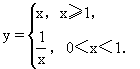 y=
x, x⩾1,
1/x, 0<x<1.